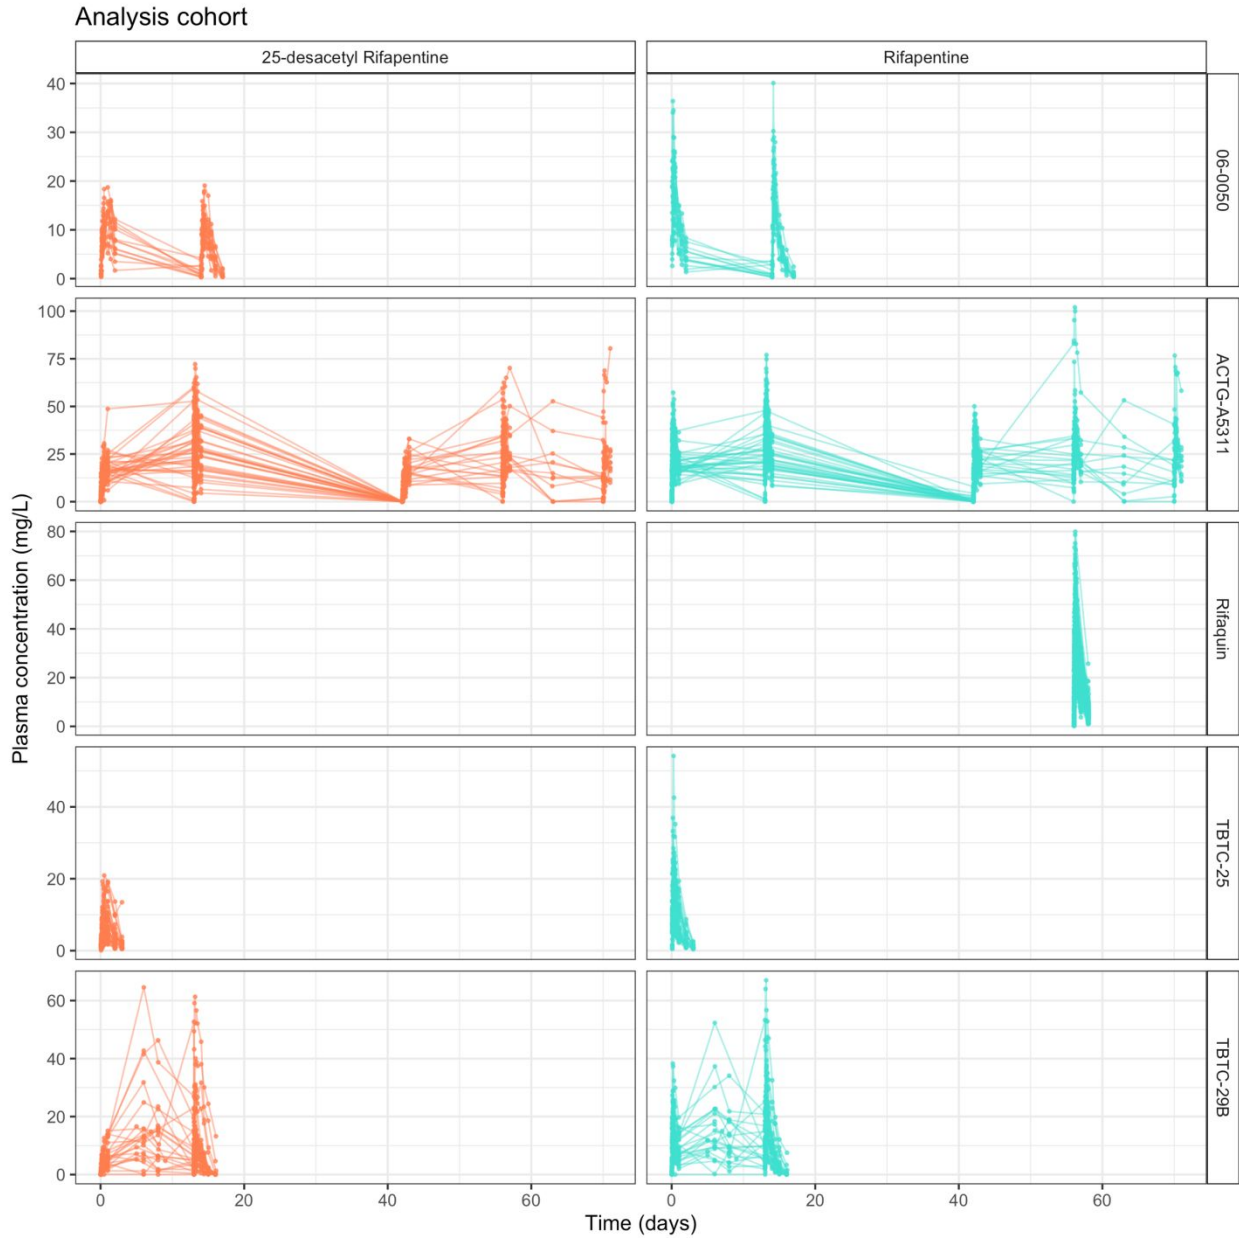 Analysis cohort
25-desacetyl Rifapentine
Rifapentine
Plasma concentration (mg/L)
40
30
20
10
0
06-0050
100
75
50
25
0
ACTG-A5311
80
60
40
20
0
Rifaquin
40
20
0
TBTC-25
60
40
20
0
TBTC-29B
0 20 40 60
0 20 40 60
Time (days)